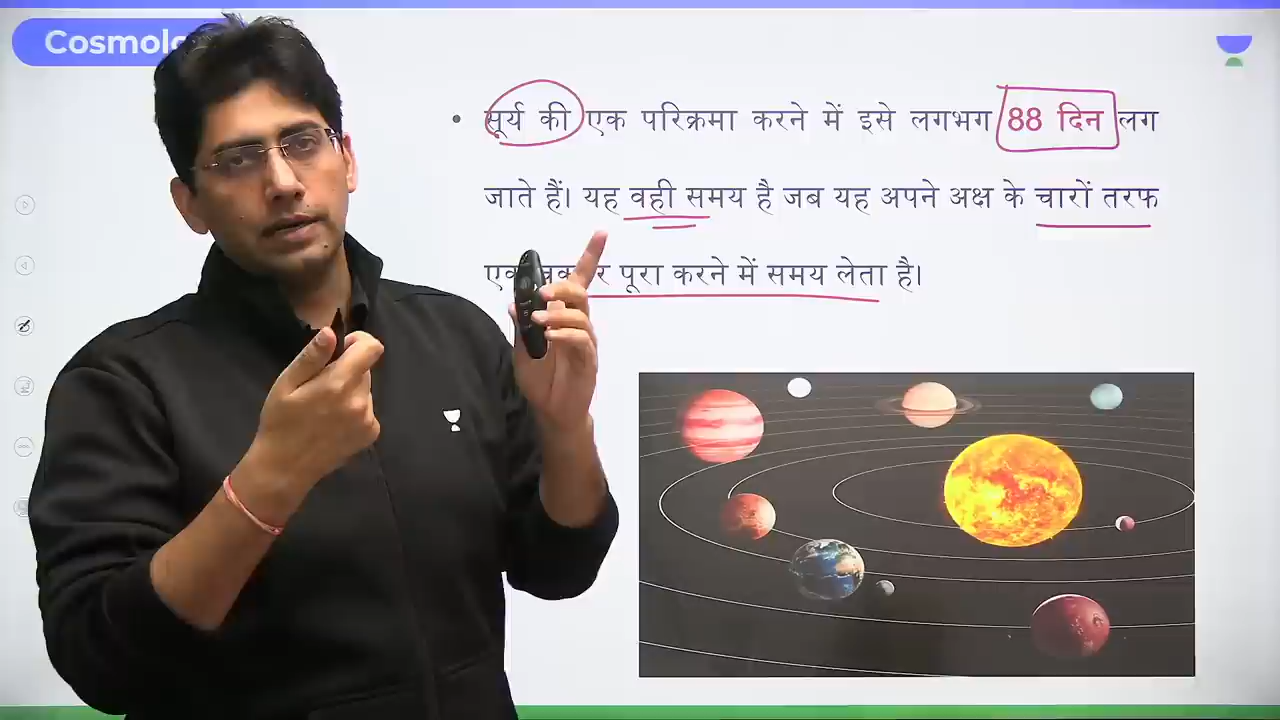 Cosmolo
• सूर्य की एक परिक्रमा करने में इसे लगभग 88 दिन लग
जाते हैं। यह वही समय है जब यह अपने अक्ष के चारों तरफ
पूरा करने में समय लेता है।